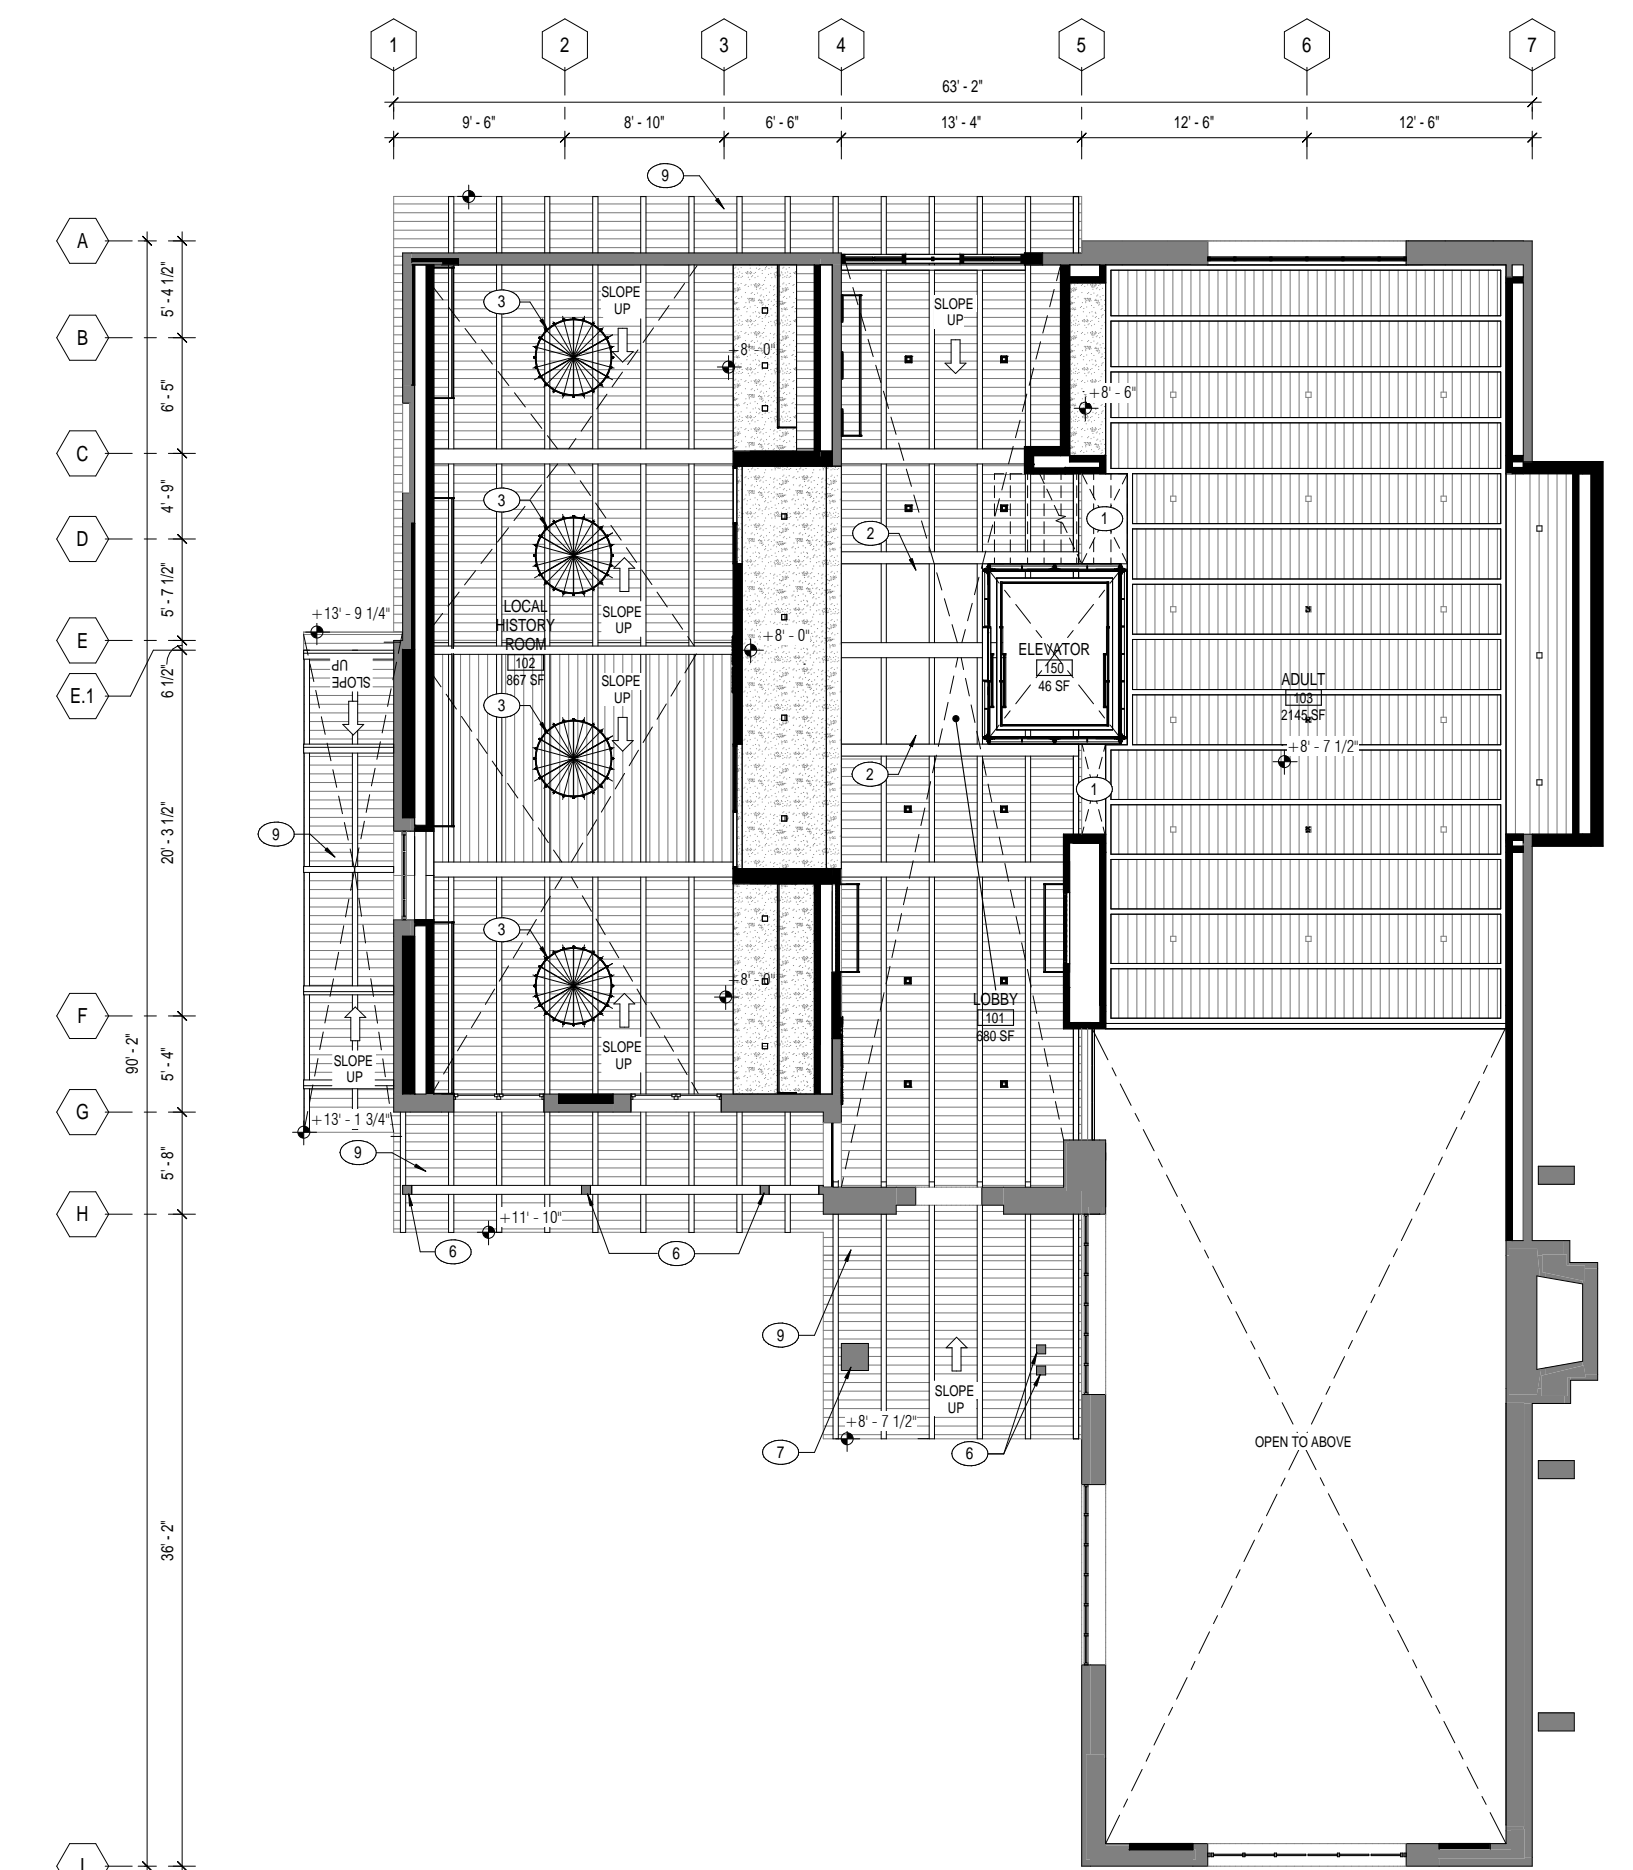 1 2 3 4 5 6 7
63' - 2"
9' - 6" 8' - 10" 6' - 6" 13' - 4" 12' - 6" 12' - 6"
9
A
5' - 4 1/2"
3
SLOPE
UP
SLOPE
UP
B
+8' - 0"
6' - 5"
+8' - 6"
C
4' - 9"
3
1
2
D
5' - 7 1/2"
+13' - 9 1/4"
LOCAL
HISTORY
ROOM
102
867 SF
SLOPE
UP
E
+8' - 0"
ELEVATOR
150
46 SF
SLOPE
UP
6 1/2"
E.1
SLOPE
UP
3
ADULT
103
2145 SF
+8' - 7 1/2"
2
1
9
20' - 3 1/2"
3
+8' - 0"
LOBBY
101
680 SF
F
90' - 2"
5' - 4"
SLOPE
UP
SLOPE
UP
G
+13' - 1 3/4"
9
5' - 8"
H
+11' - 10"
6
6
9
SLOPE
UP
+8' - 7 1/2"
7
6
OPEN TO ABOVE
36' - 2"